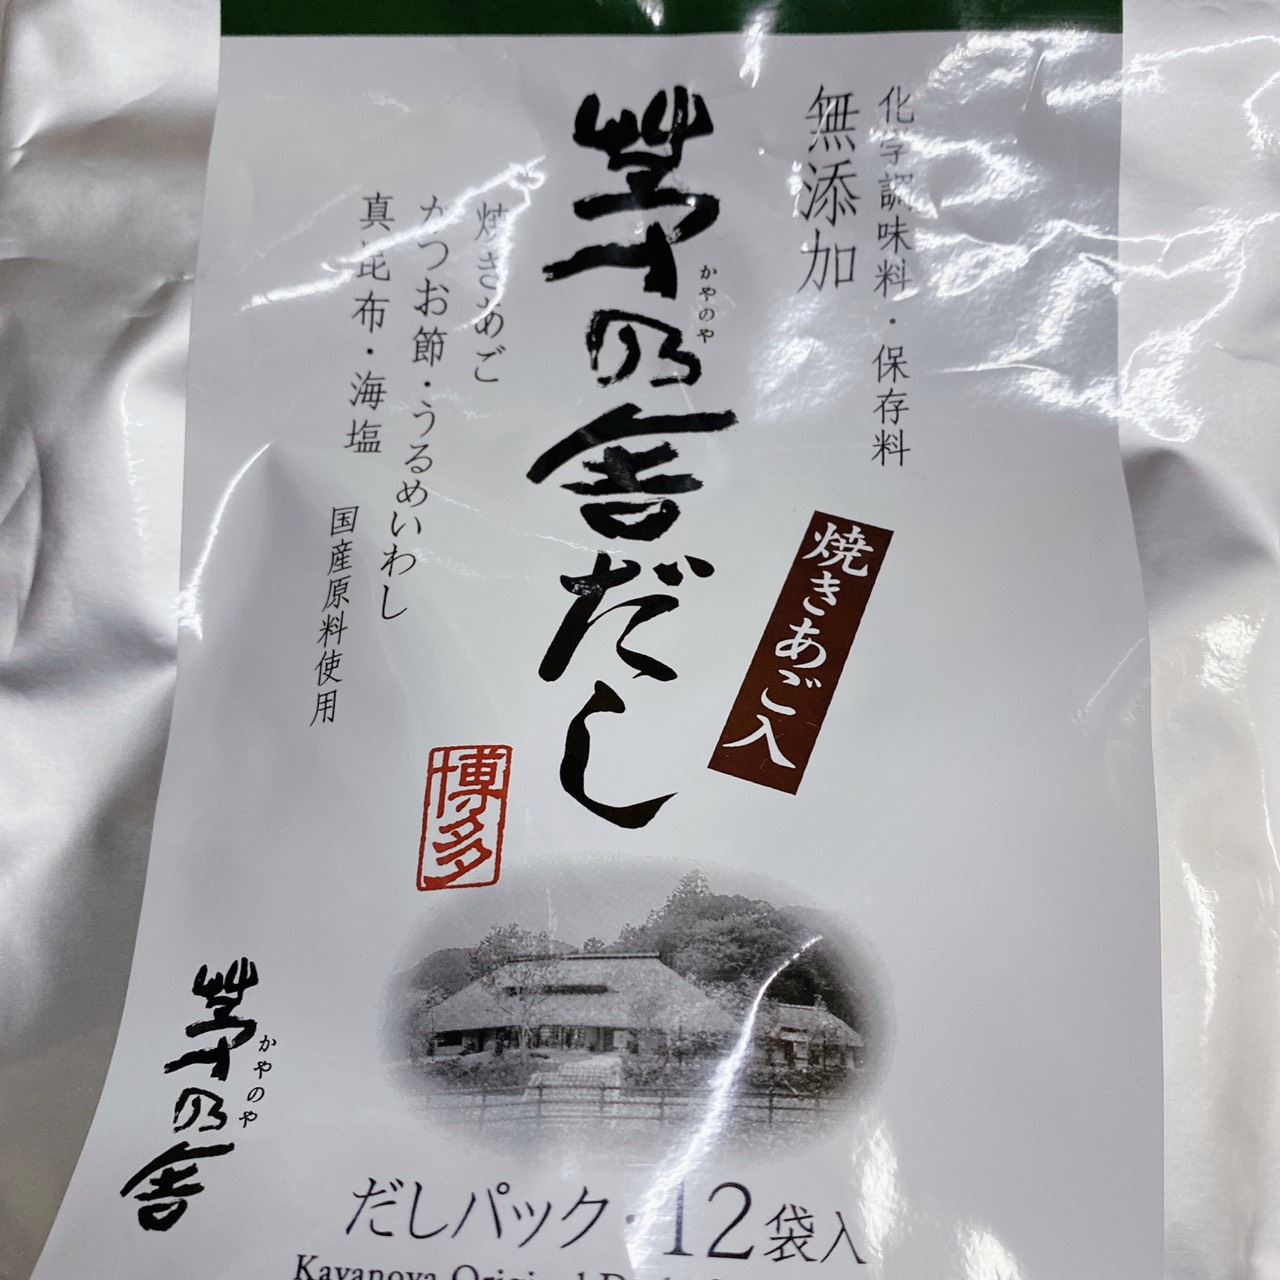 化学調味料・保存料
無添加
茅乃舎だし
かやのや
焼きあご入
焼きあご
かつお節・うるめいわし
真昆布・海塩
国産原料使用
博多
茅乃舎
かやのや
だしパック・12袋入
Kayanoya Original